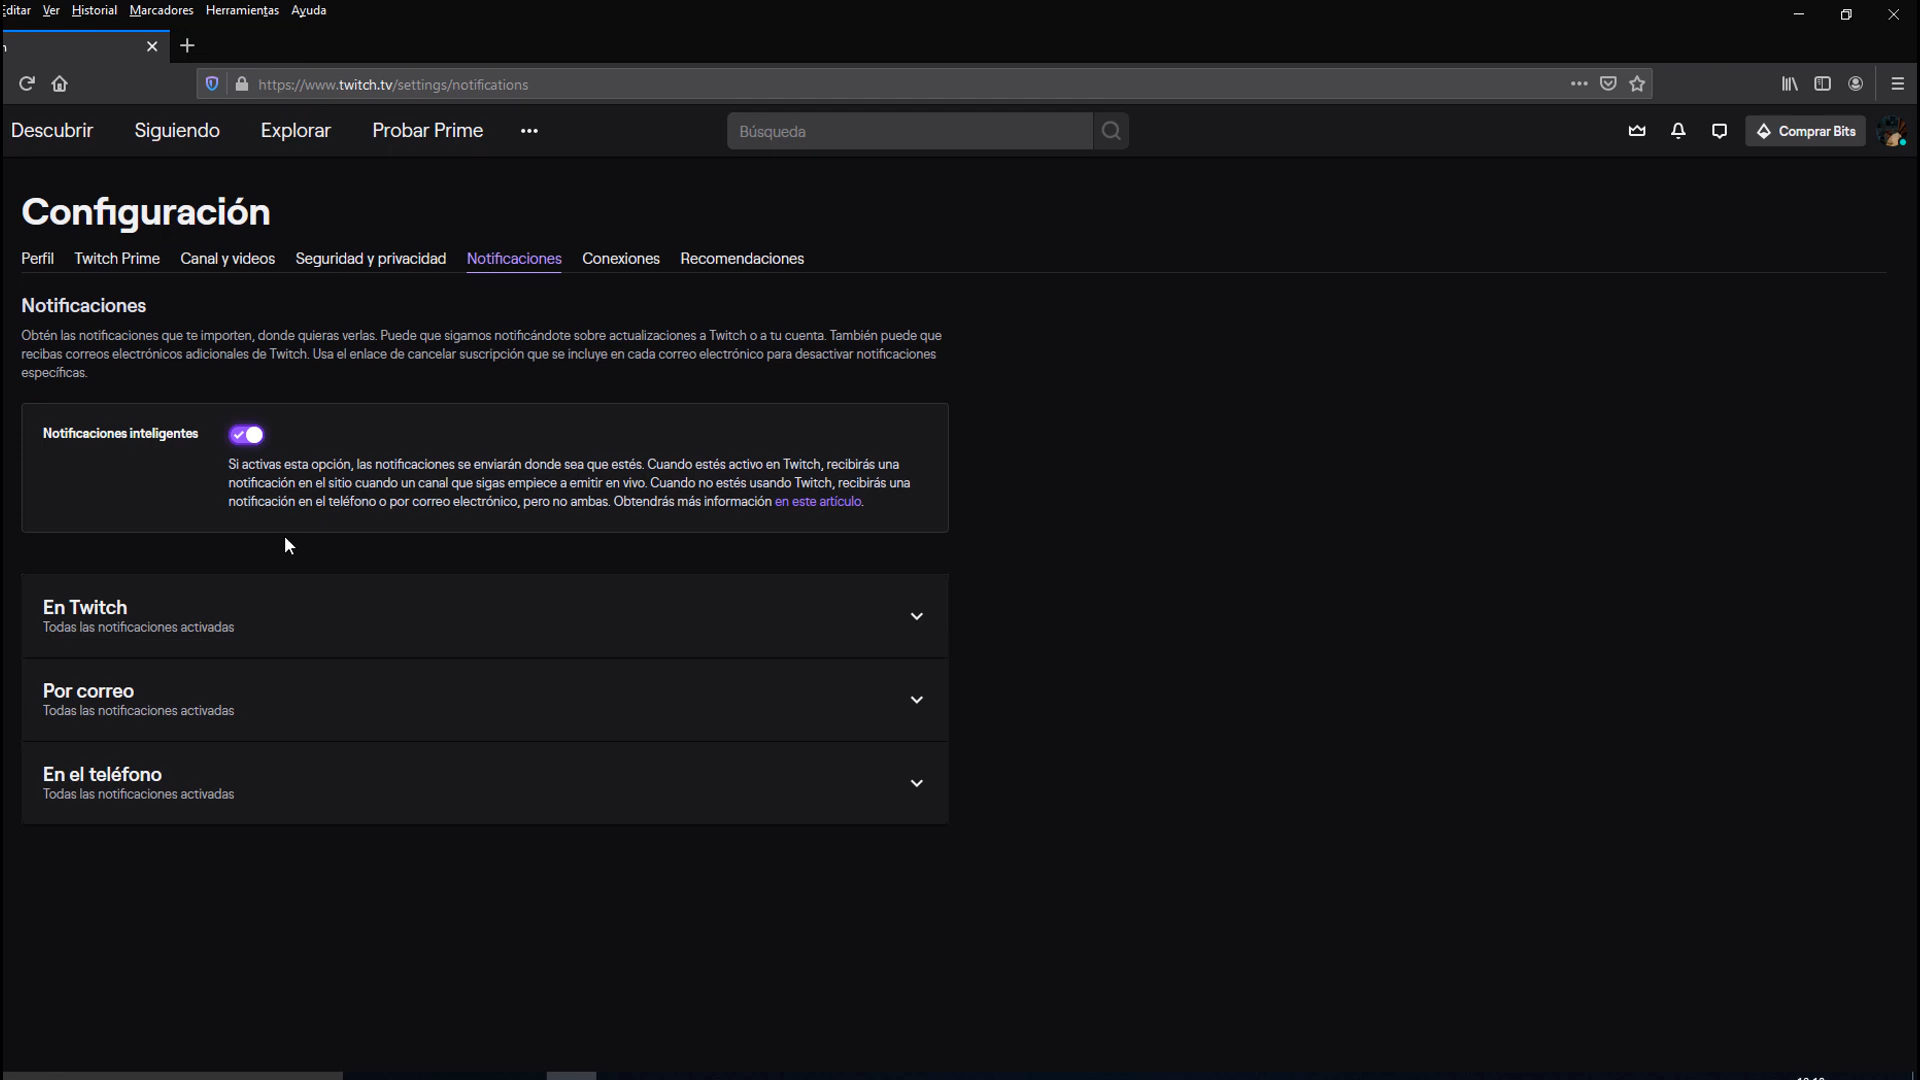 Editar Ver Historial Marcadores Herramientas Ayuda
https://www.twitch.tv/settings/notifications
Descubrir Siguiendo Explorar Probar Prime Búsqueda Comprar Bits
Configuración
Perfil Twitch Prime Canal y videos Seguridad y privacidad Notificaciones Conexiones Recomendaciones
Notificaciones
Obtén las notificaciones que te importen, donde quieras verlas. Puede que sigamos notificándote sobre actualizaciones a Twitch o a tu cuenta. También puede que
recibas correos electrónicos adicionales de Twitch. Usa el enlace de cancelar suscripción que se incluye en cada correo electrónico para desactivar notificaciones
específicas.
Notificaciones inteligentes
Si activas esta opción, las notificaciones se enviarán donde sea que estés. Cuando estés activo en Twitch, recibirás una
notificación en el sitio cuando un canal que sigas empiece a emitir en vivo. Cuando no estés usando Twitch, recibirás una
notificación en el teléfono o por correo electrónico, pero no ambas. Obtendrás más información en este artículo.
En Twitch
Todas las notificaciones activadas
Por correo
Todas las notificaciones activadas
En el teléfono
Todas las notificaciones activadas